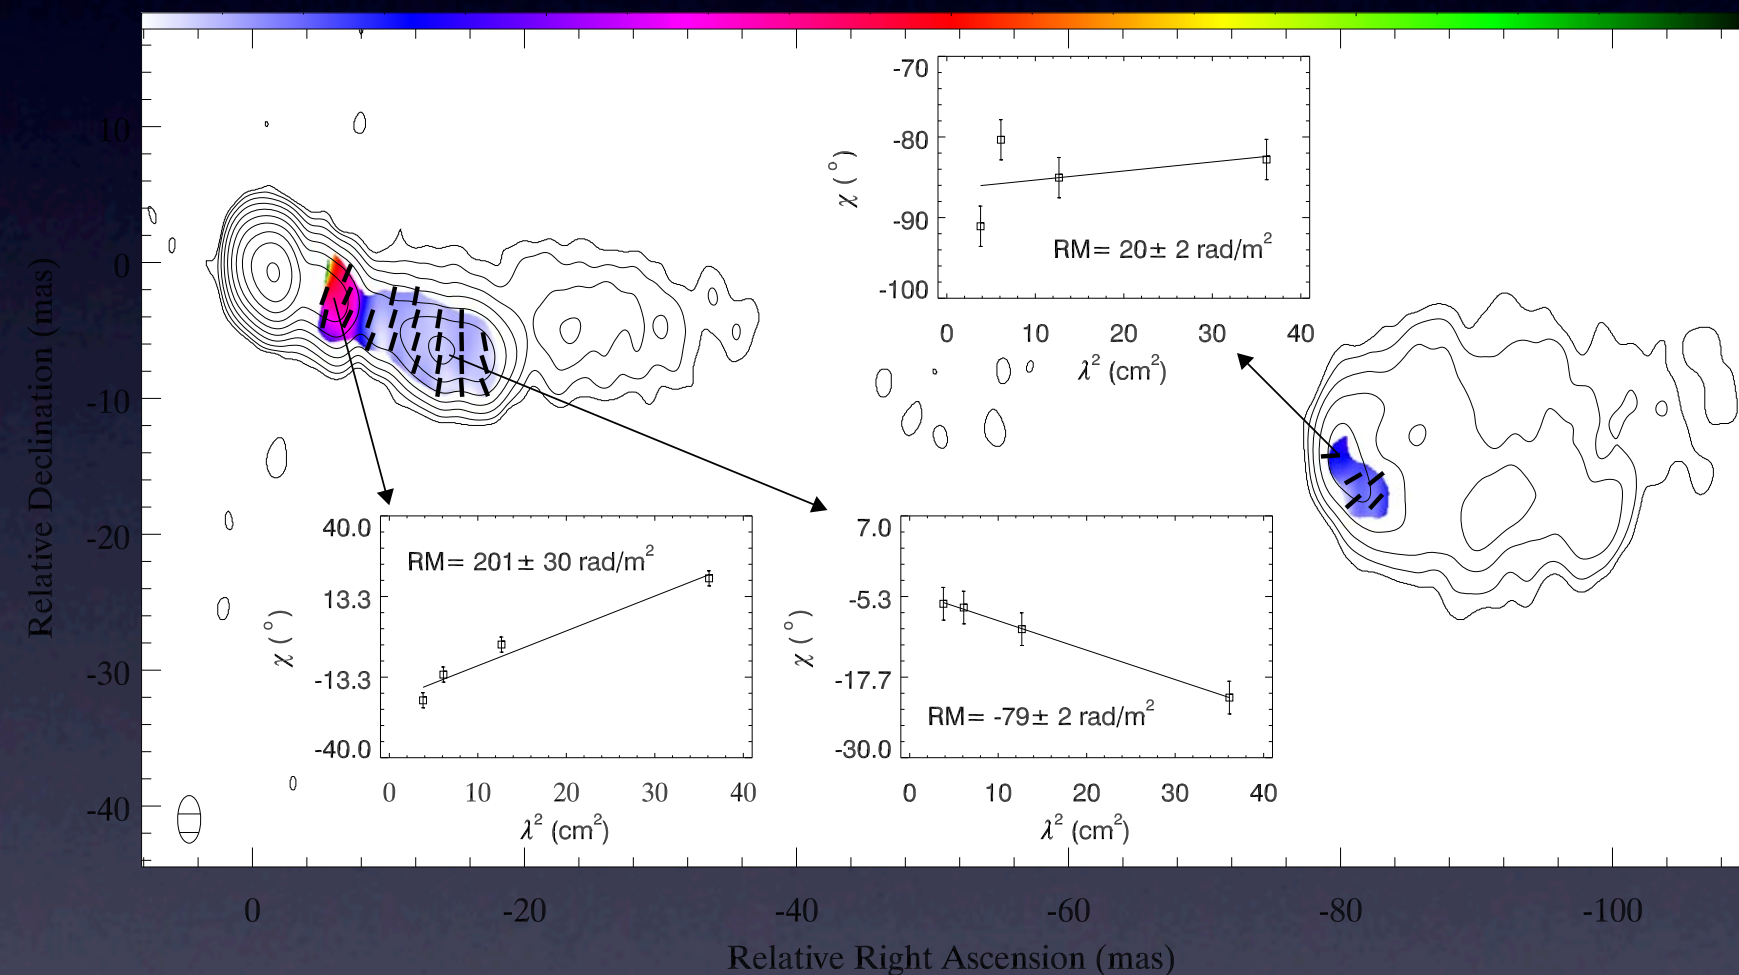 10
0
-10
-20
-30
-40
Relative Declination (mas)
0
-20
-40
-60
-80
-100
Relative Right Ascension (mas)
-70
-80
-90
-100
χ (°)
RM= 20± 2 rad/m²
0 10 20 30 40
λ² (cm²)
40.0
13.3
-13.3
-40.0
χ (°)
RM= 201± 30 rad/m²
0 10 20 30 40
λ² (cm²)
7.0
-5.3
-17.7
-30.0
χ (°)
RM= -79± 2 rad/m²
0 10 20 30 40
λ² (cm²)